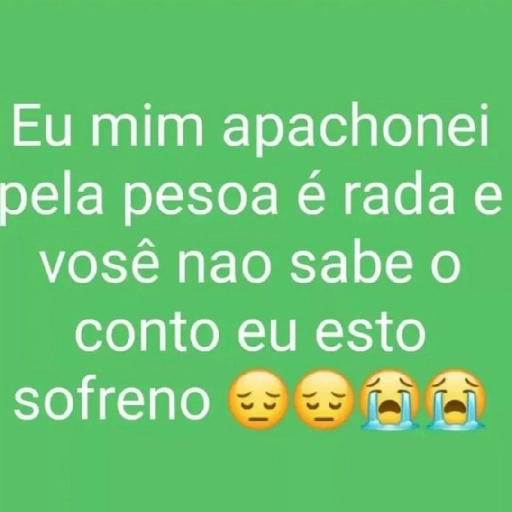 Eu mim apachonei
pela pesoa é rada e
vosê nao sabe o
conto eu esto
sofreno 😔😔😭😭